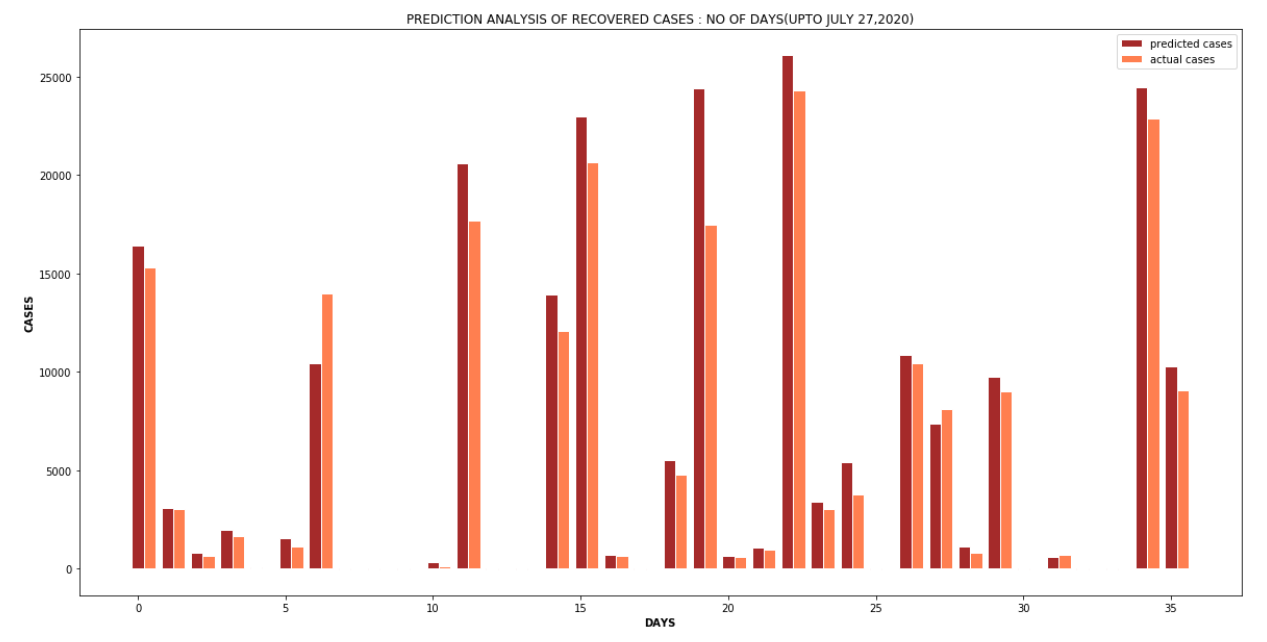 PREDICTION ANALYSIS OF RECOVERED CASES : NO OF DAYS(UPTO JULY 27,2020)
predicted cases
actual cases
25000
20000
15000
10000
5000
0
CASES
0 5 10 15 20 25 30 35
DAYS